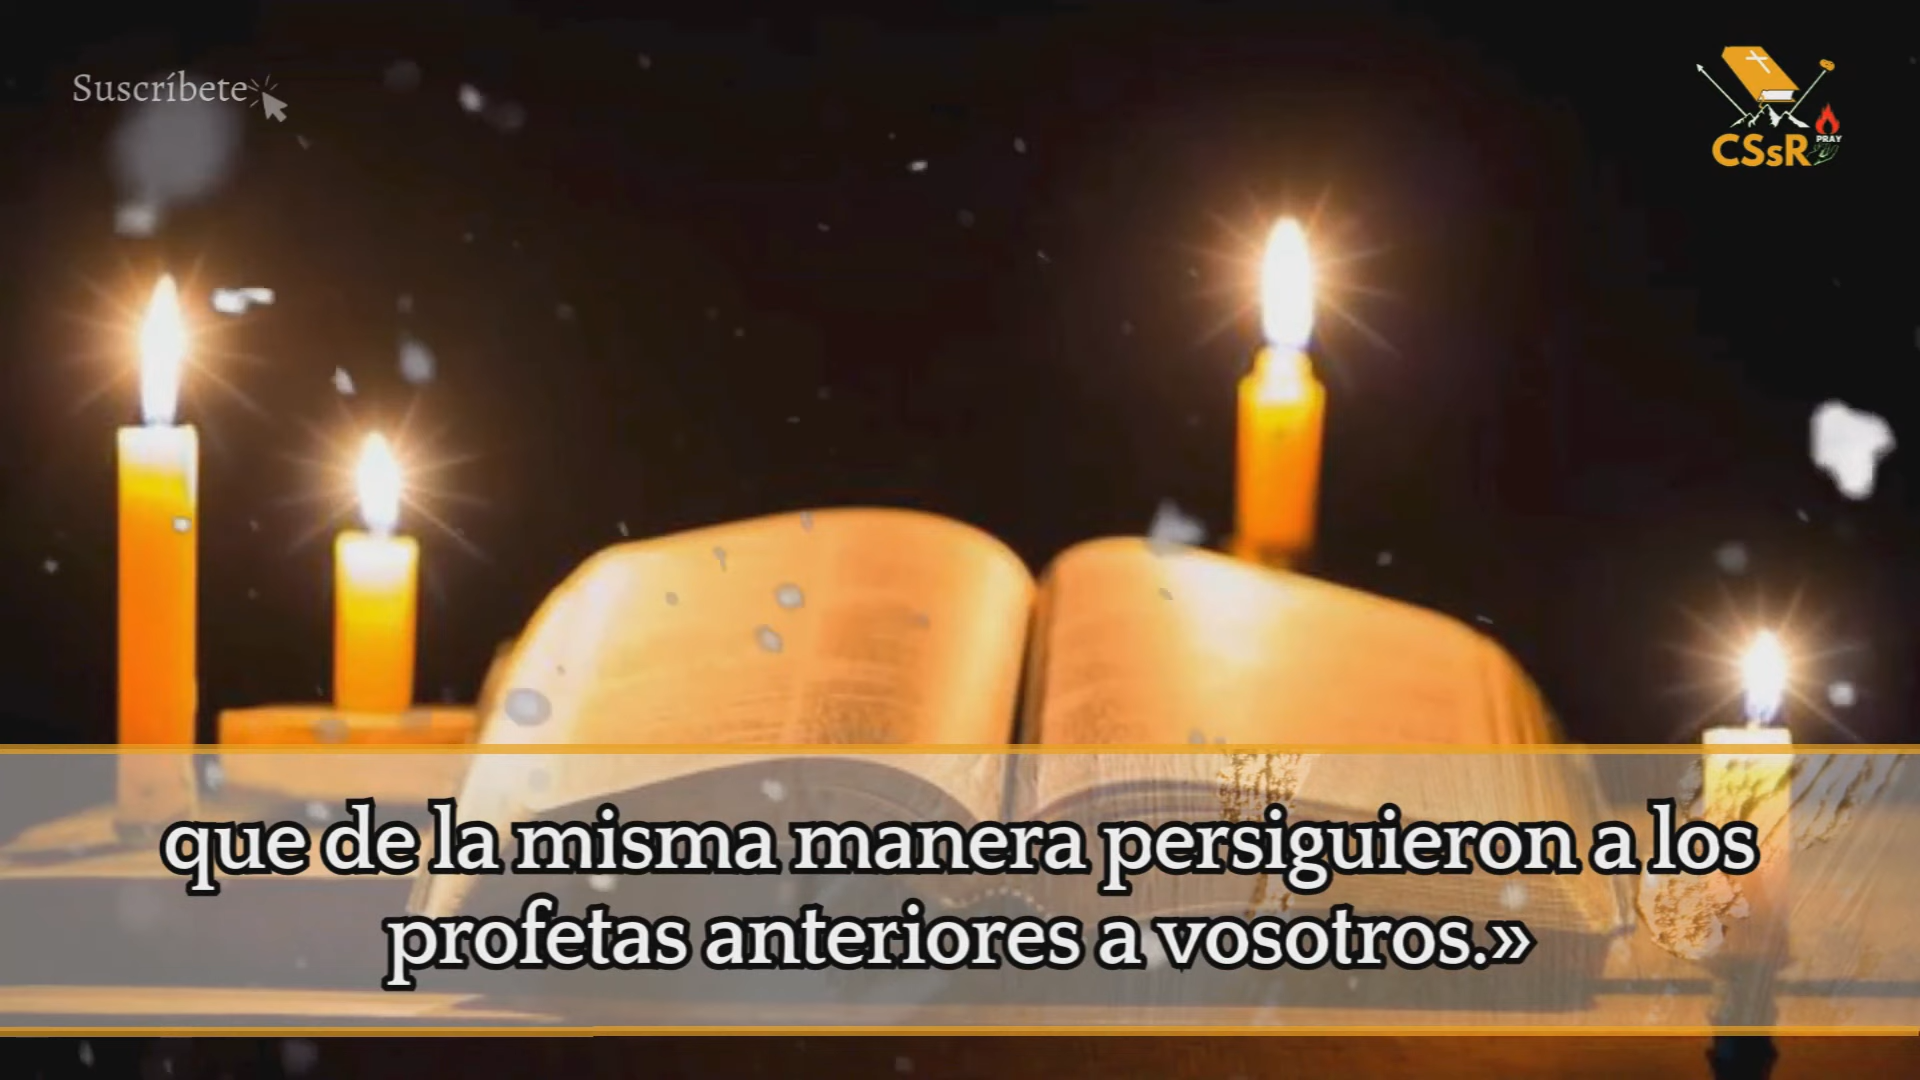 Suscríbete
PRAY
CSsR
que de la misma manera persiguieron a los
profetas anteriores a vosotros.»